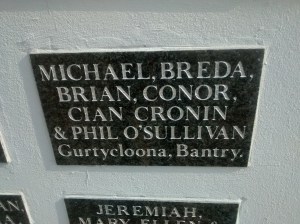 MICHAEL, BREDA,
BRIAN, CONOR,
CIAN CRONIN
& PHIL O'SULLIVAN
Gurtycloona, Bantry.
JEREMIAH,